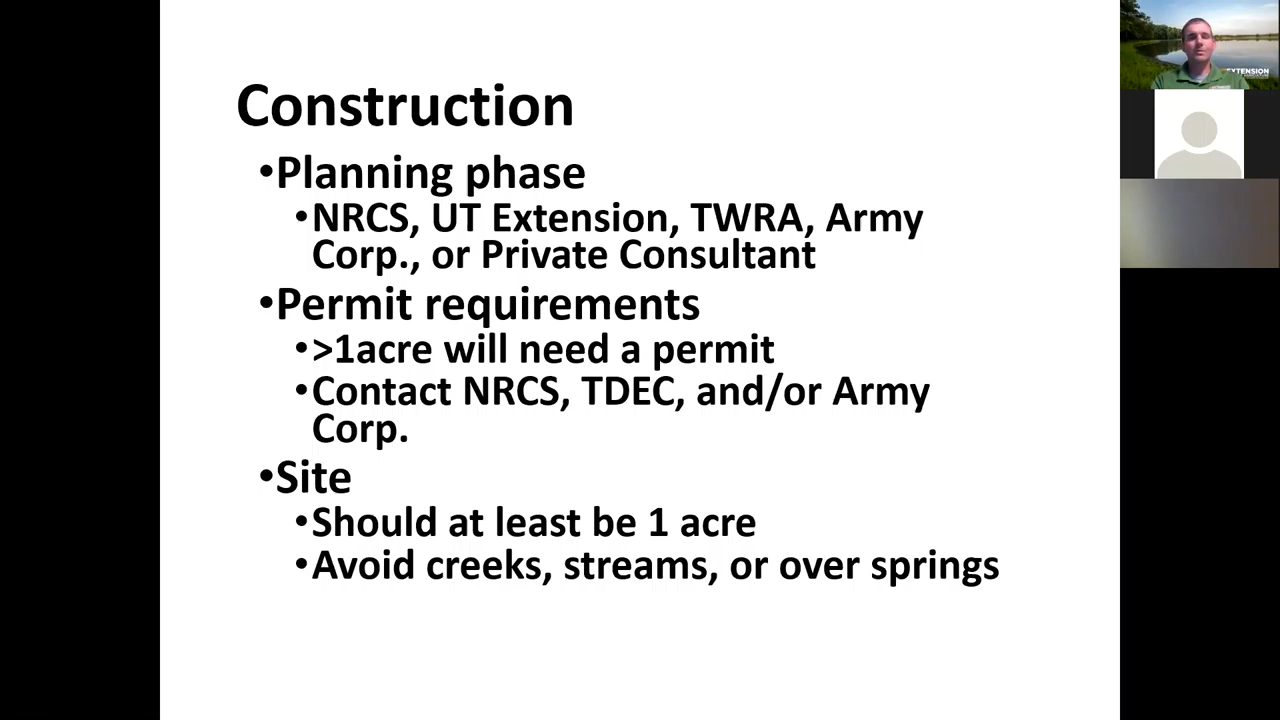 Construction
•Planning phase
•NRCS, UT Extension, TWRA, Army
Corp., or Private Consultant
•Permit requirements
•>1acre will need a permit
•Contact NRCS, TDEC, and/or Army
Corp.
•Site
•Should at least be 1 acre
•Avoid creeks, streams, or over springs
EXTENSION